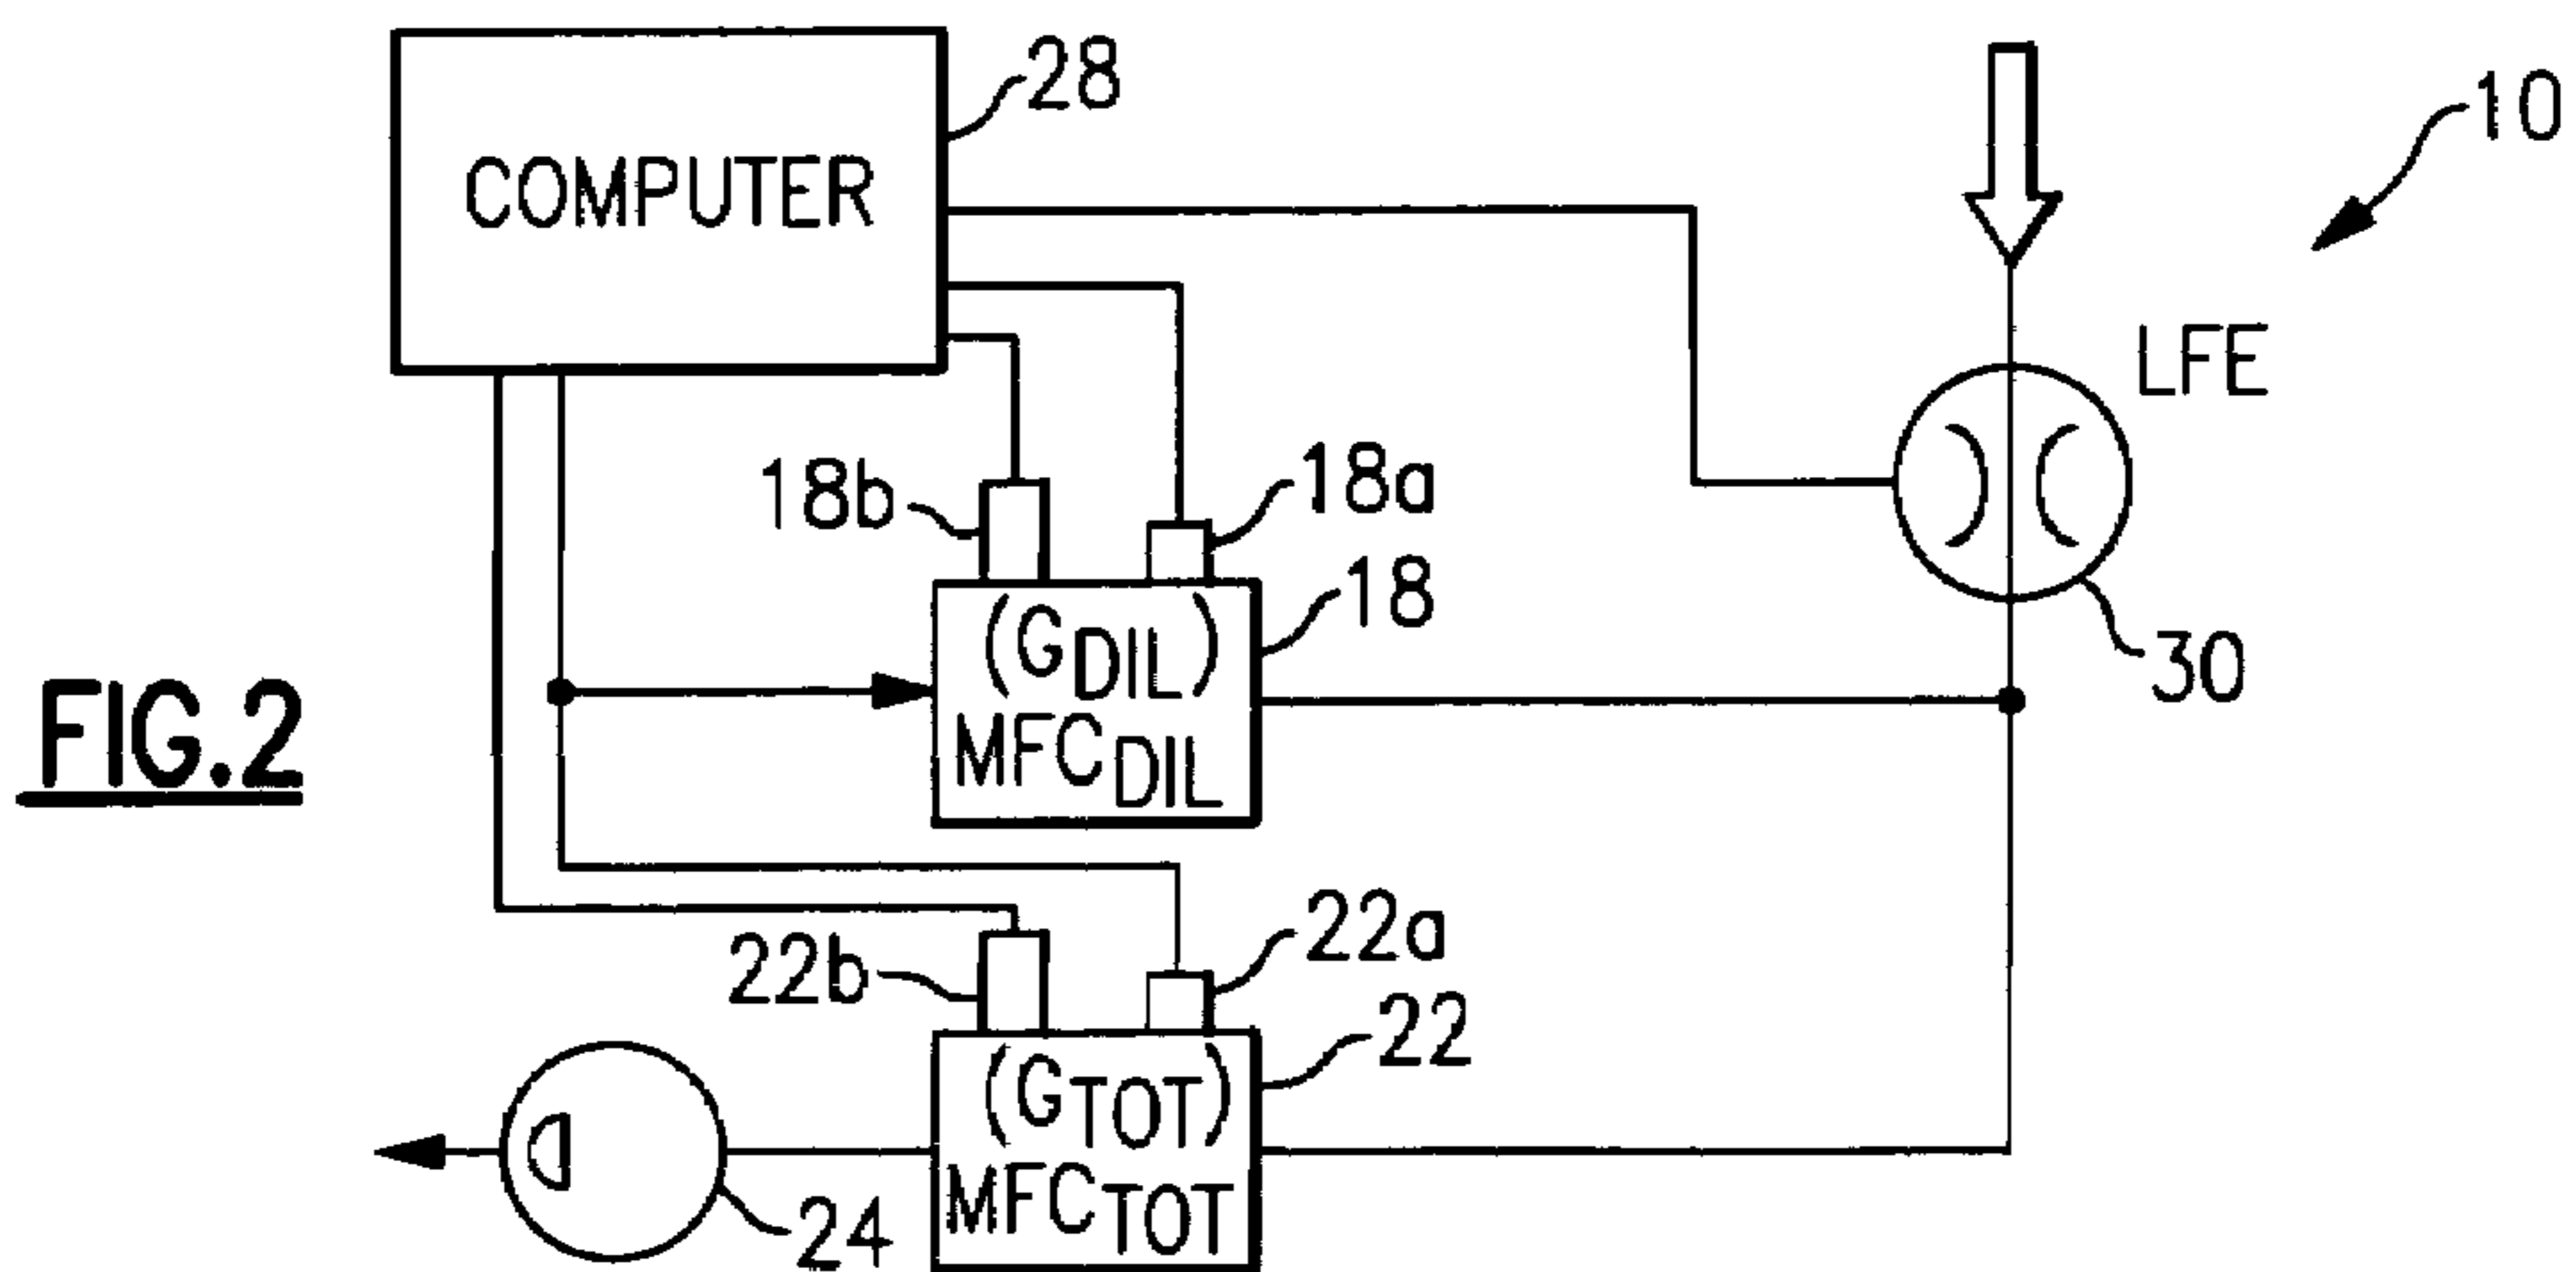 28
COMPUTER
10
LFE
18b
18a
18
(GDIL)
MFCDIL
30
FIG.2
22b
22a
22
(GTOT)
MFCTOT
24